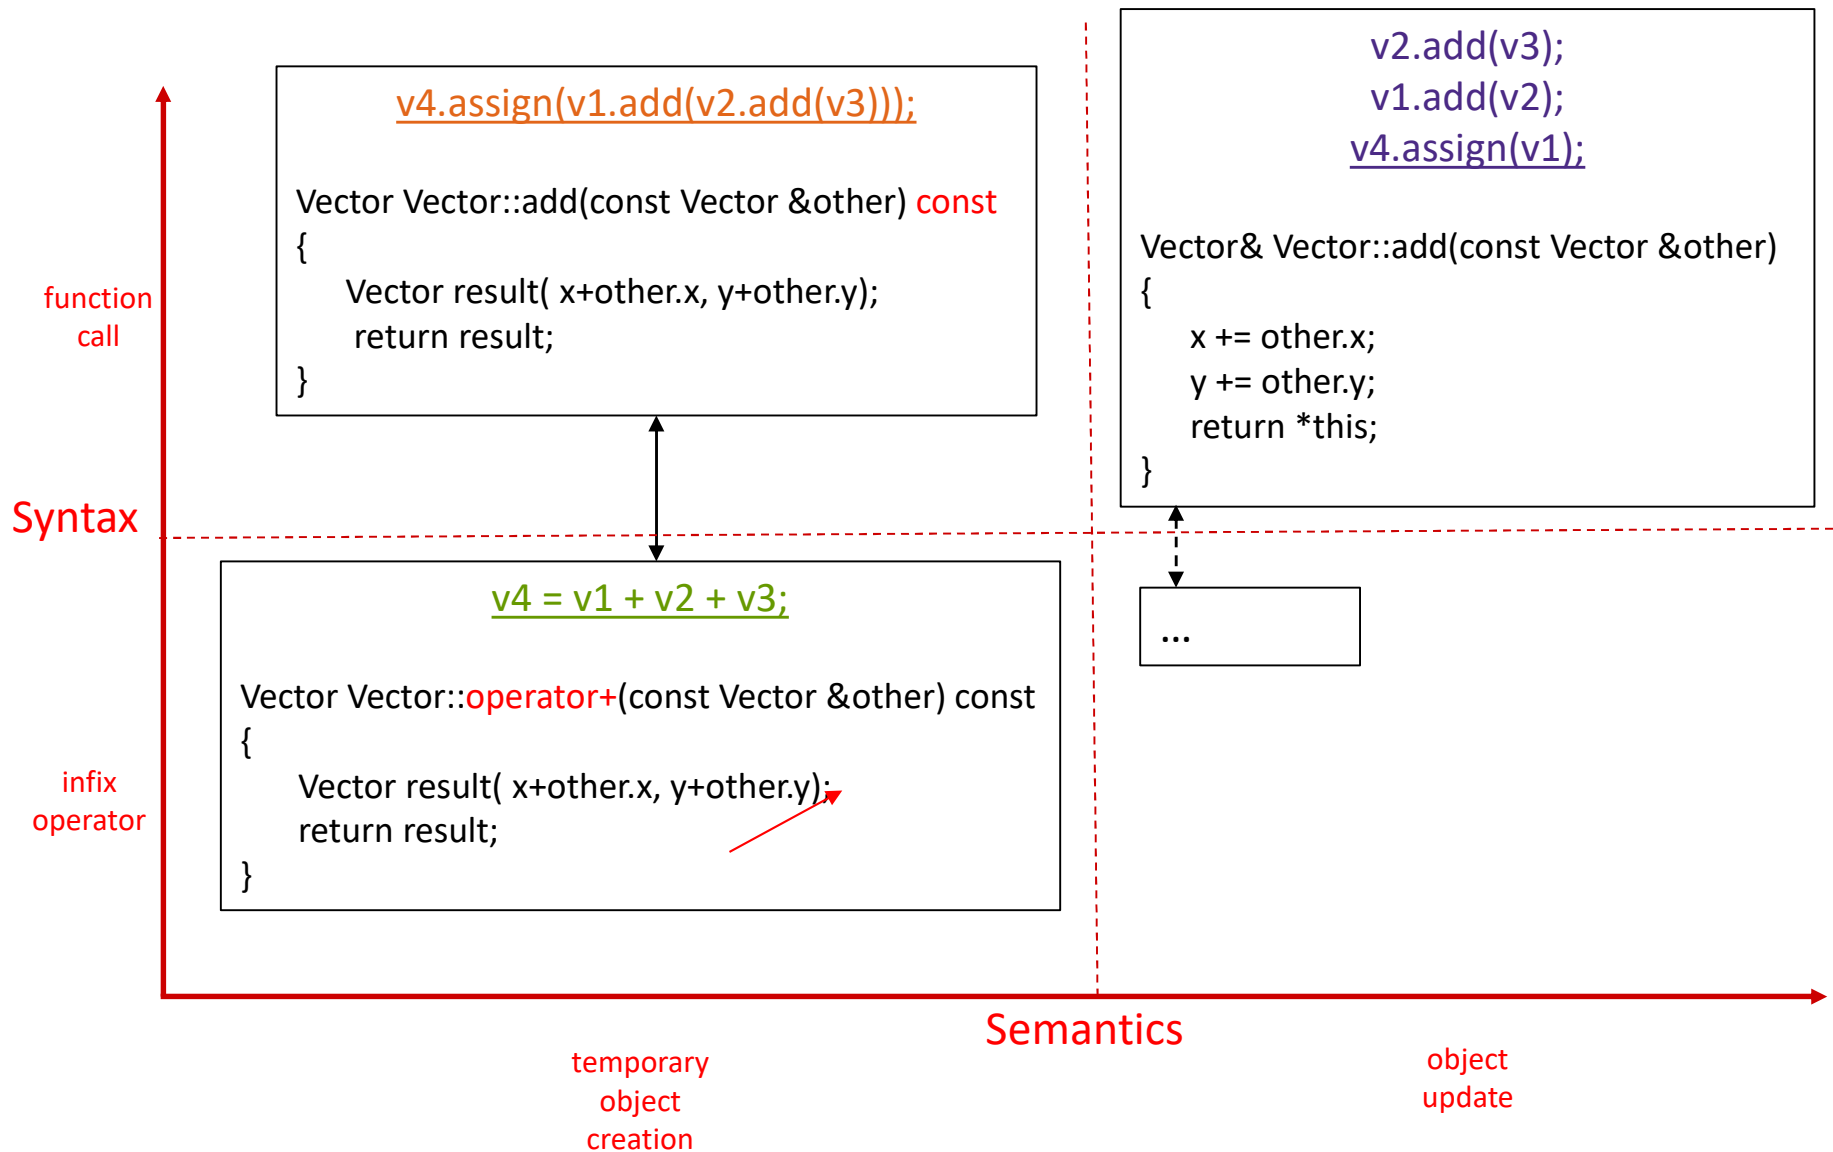 v4.assign(v1.add(v2.add(v3)));
Vector Vector::add(const Vector &other) const
{
Vector result( x+other.x, y+other.y);
return result;
}
v2.add(v3);
v1.add(v2);
v4.assign(v1);
Vector& Vector::add(const Vector &other)
{
x += other.x;
y += other.y;
return *this;
}
function
call
Syntax
v4 = v1 + v2 + v3;
Vector Vector::operator+(const Vector &other) const
{
Vector result( x+other.x, y+other.y);
return result;
}
...
infix
operator
Semantics
temporary
object
creation
object
update